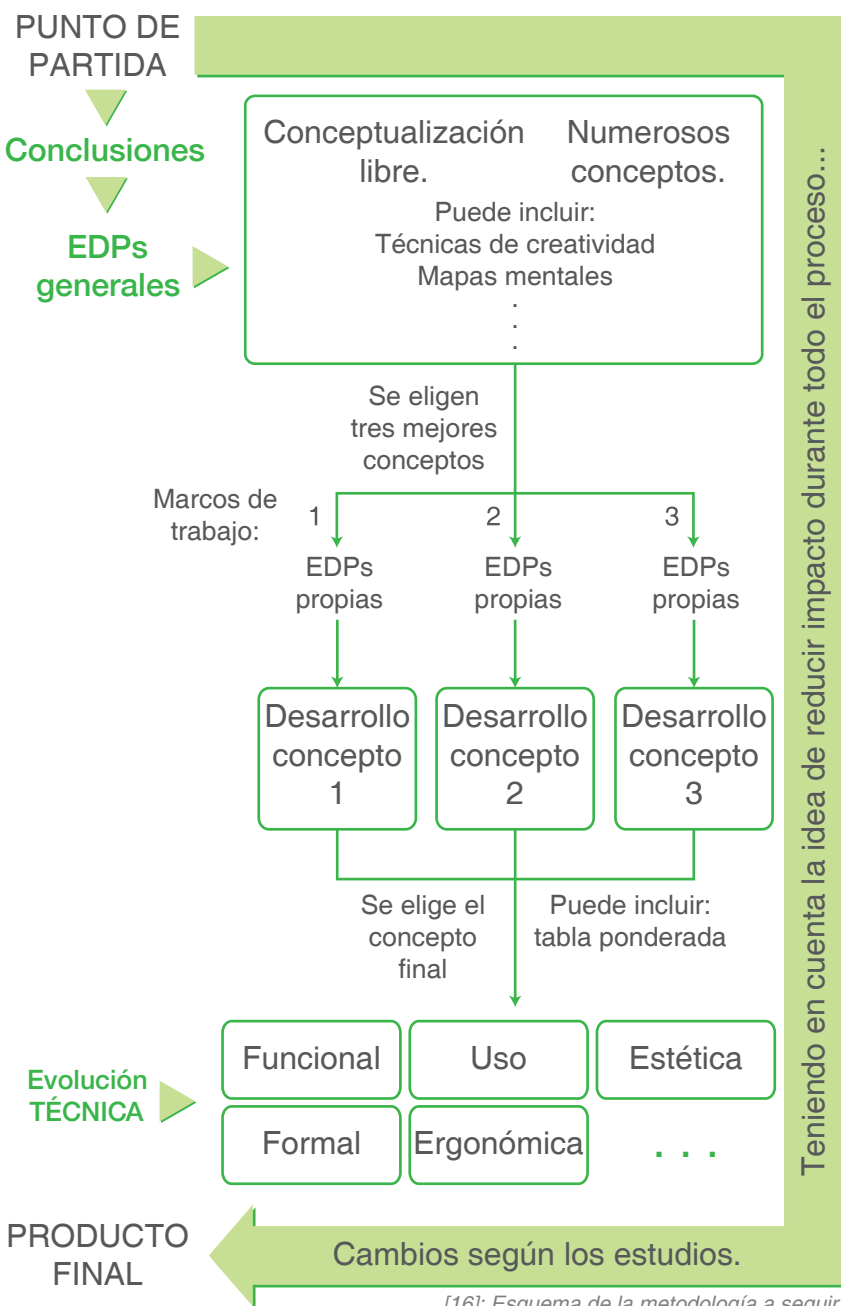 PUNTO DE
PARTIDA
Conclusiones
EDPs
generales
Conceptualización
libre.
Numerosos
conceptos.
Puede incluir:
Técnicas de creatividad
Mapas mentales
.
.
.
Se eligen
tres mejores
conceptos
Marcos de
trabajo:
1
2
3
EDPs
propias
EDPs
propias
EDPs
propias
Desarrollo
concepto
1
Desarrollo
concepto
2
Desarrollo
concepto
3
Se elige el
concepto
final
Puede incluir:
tabla ponderada
Evolución
TÉCNICA
Funcional
Uso
Estética
Formal
Ergonómica
. . .
Teniendo en cuenta la idea de reducir impacto durante todo el proceso...
PRODUCTO
FINAL
Cambios según los estudios.
[16]: Esquema de la metodología a seguir